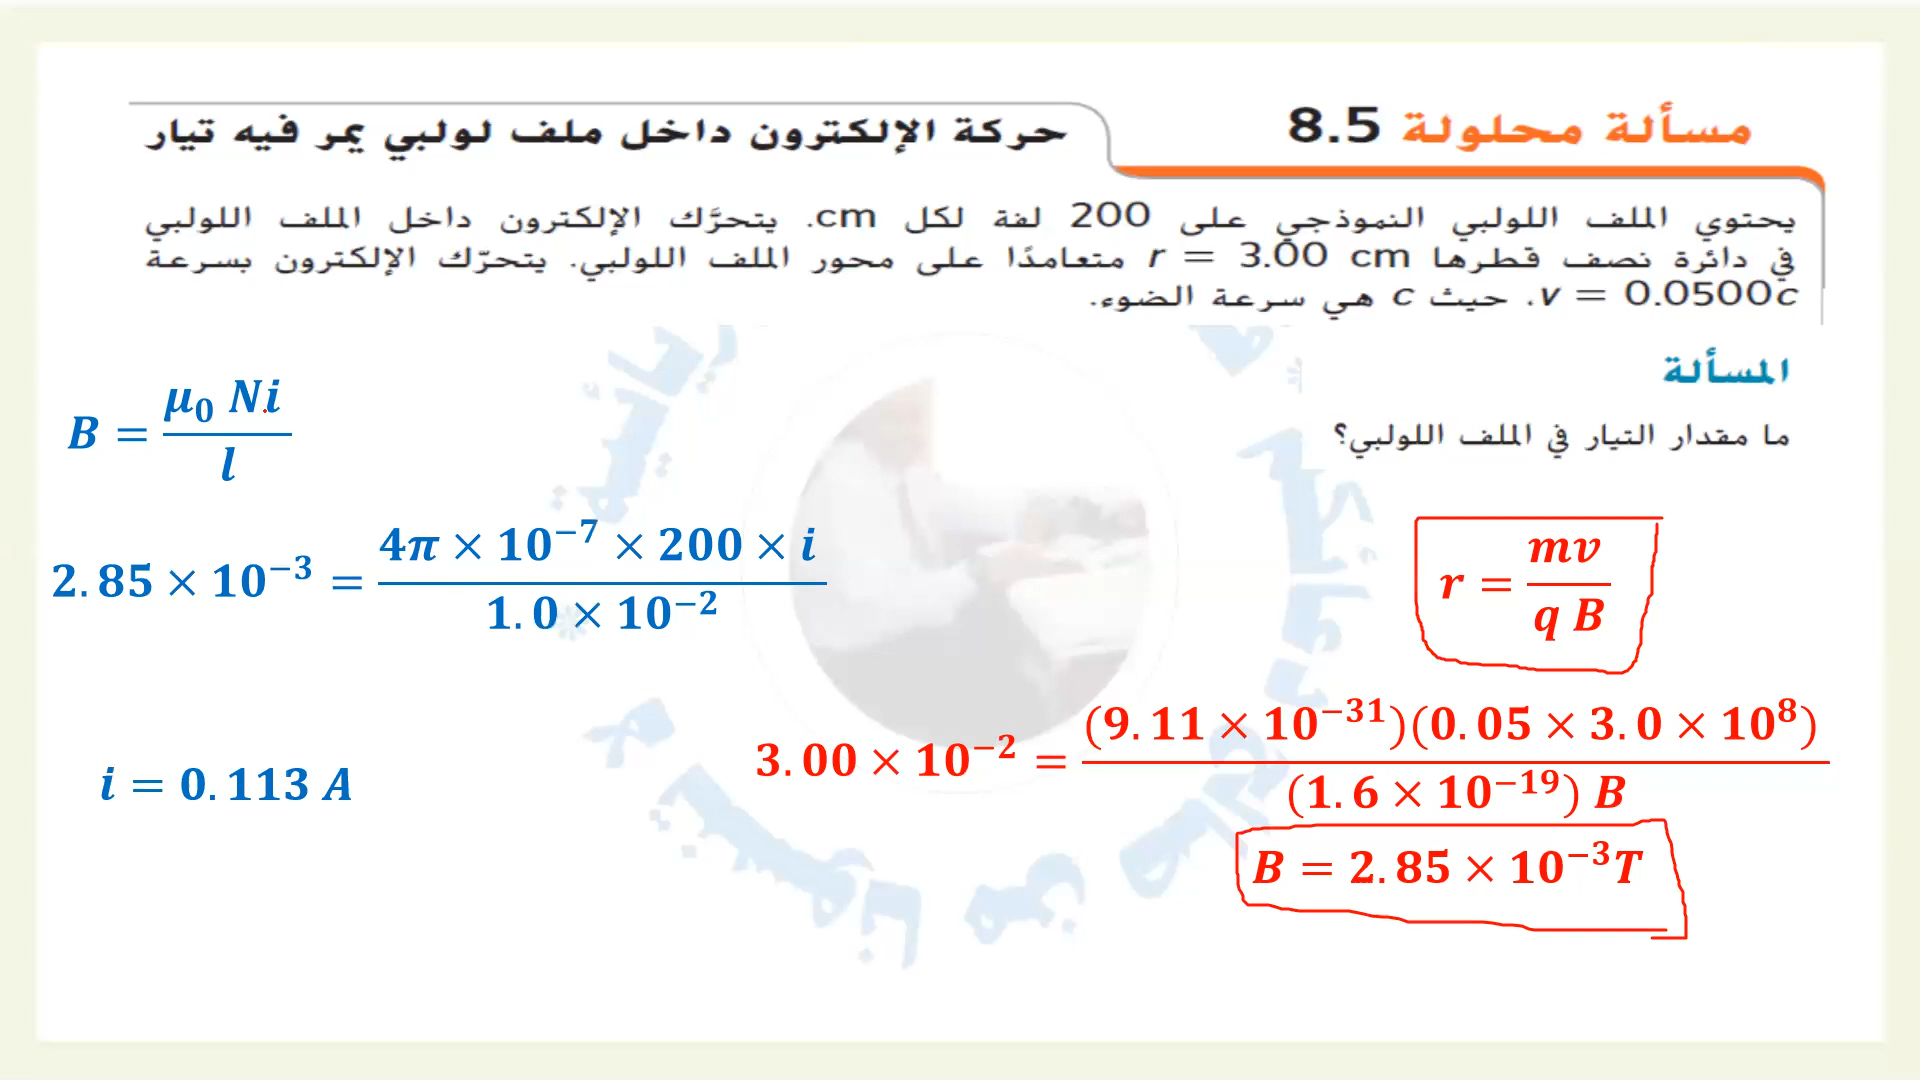 مسألة محلولة 8.5
حركة الإلكترون داخل ملف لولبي يمر فيه تيار
يحتوي الملف اللولبي النموذجي على 200 لفة لكل cm. يتحرَّك الإلكترون داخل الملف اللولبي
في دائرة نصف قطرها r = 3.00 cm متعامدًا على محور الملف اللولبي. يتحرّك الإلكترون بسرعة
v = 0.0500c. حيث c هي سرعة الضوء.
المسألة
ما مقدار التيار في الملف اللولبي؟
r = mv / q B
3.00 × 10⁻² = (9.11 × 10⁻³¹)(0.05 × 3.0 × 10⁸) / (1.6 × 10⁻¹⁹) B
B = 2.85 × 10⁻³T
B = μ₀ Ni / l
2.85 × 10⁻³ = 4π × 10⁻⁷ × 200 × i / 1.0 × 10⁻²
i = 0.113 A